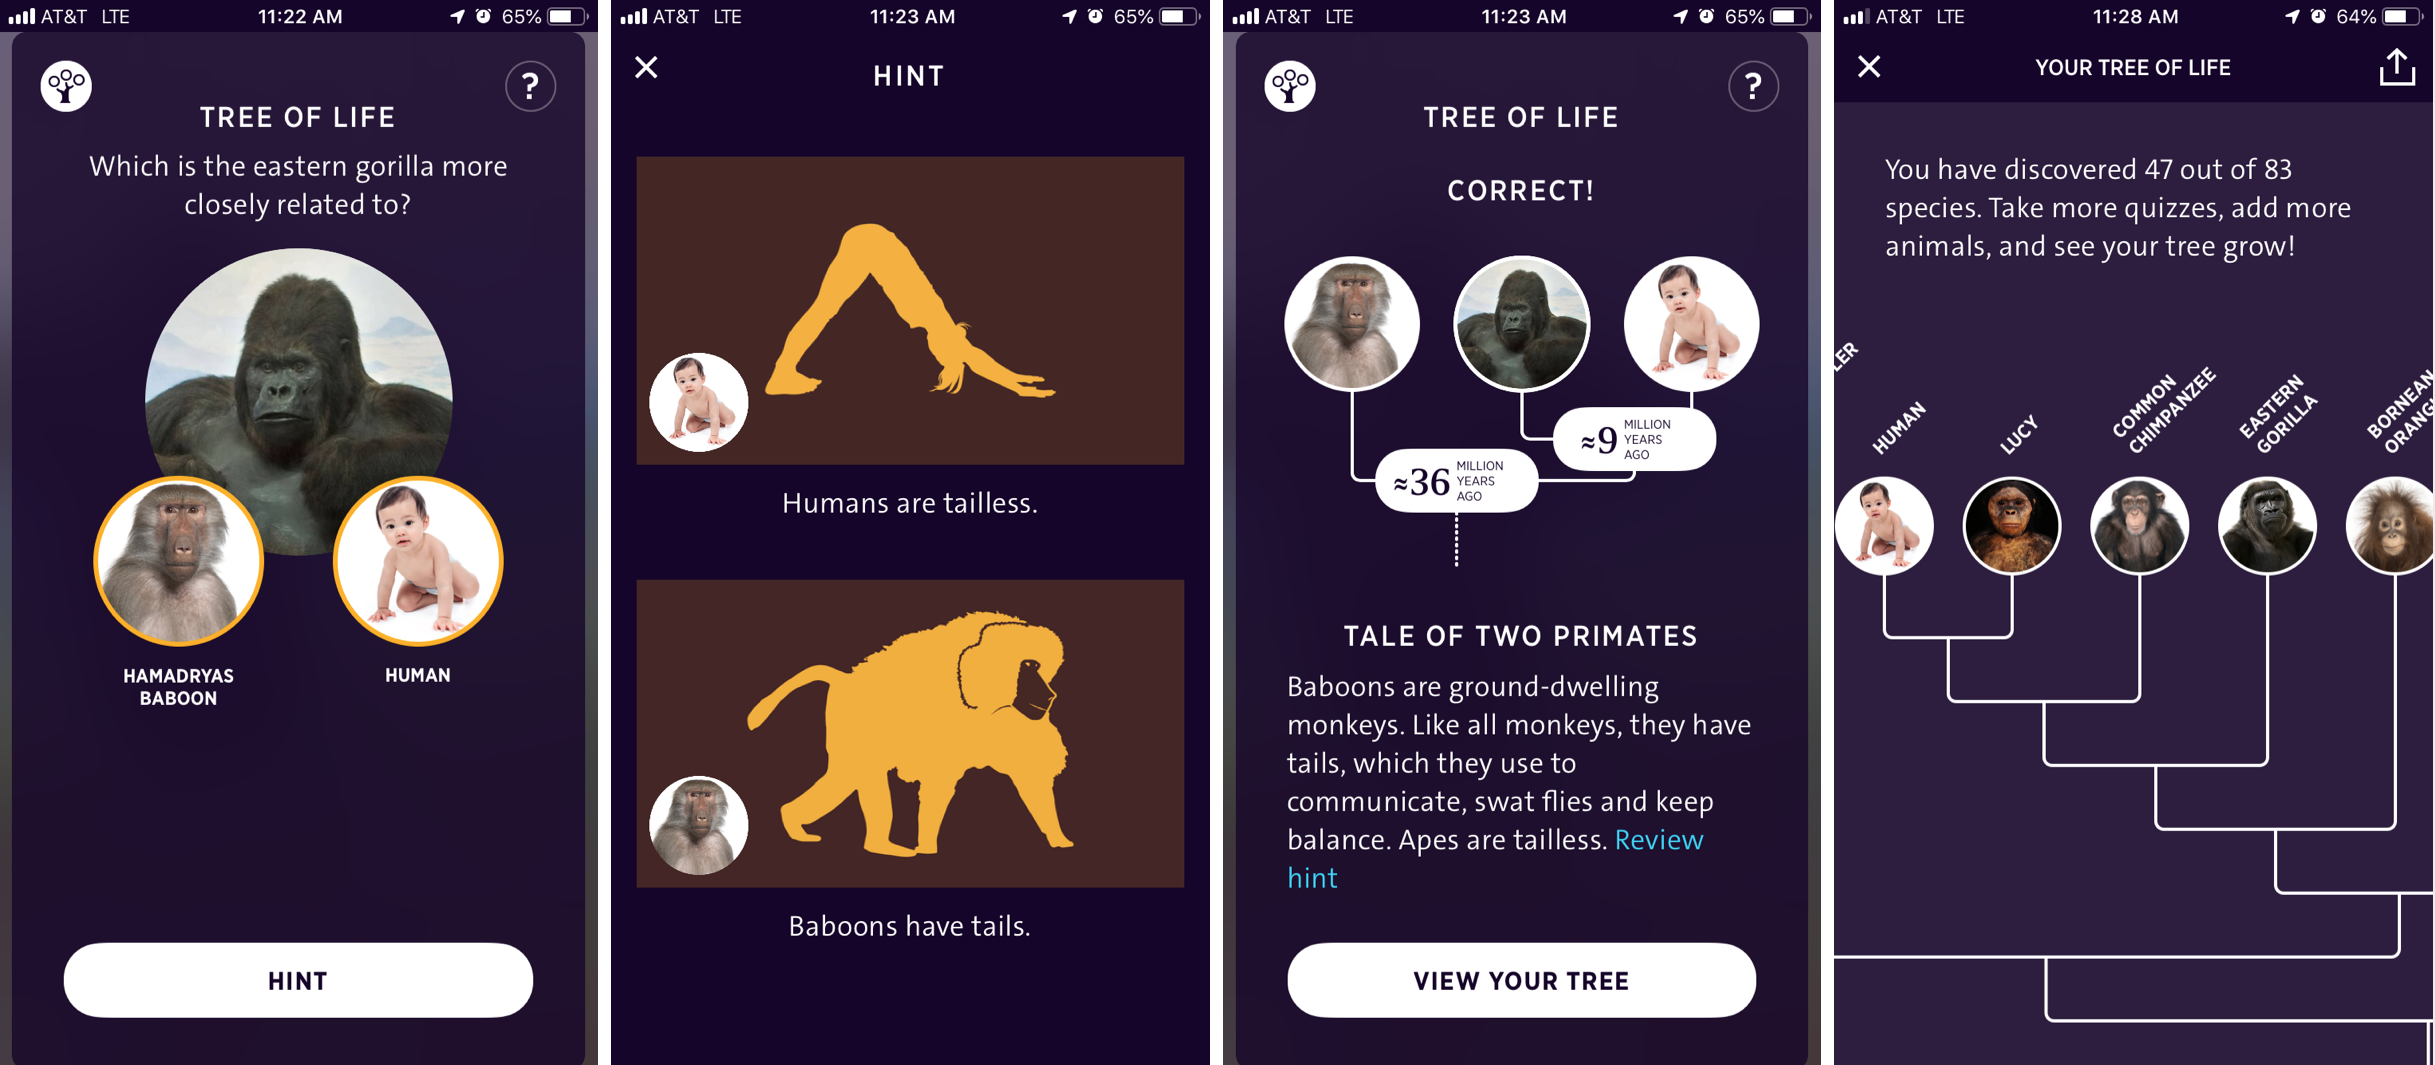 AT&T LTE 11:22 AM 65%
?
TREE OF LIFE
Which is the eastern gorilla more
closely related to?
HAMADRYAS
BABOON
HUMAN
HINT
AT&T LTE 11:23 AM 65%
HINT
Humans are tailless.
Baboons have tails.
AT&T LTE 11:23 AM 65%
?
TREE OF LIFE
CORRECT!
≈9 MILLION
YEARS
AGO
≈36 MILLION
YEARS
AGO
TALE OF TWO PRIMATES
Baboons are ground-dwelling
monkeys. Like all monkeys, they have
tails, which they use to
communicate, swat flies and keep
balance. Apes are tailless. Review
hint
VIEW YOUR TREE
AT&T LTE 11:28 AM 64%
YOUR TREE OF LIFE
You have discovered 47 out of 83
species. Take more quizzes, add more
animals, and see your tree grow!
HUMAN
LUCY
COMMON
CHIMPANZEE
EASTERN
GORILLA
BORNEAN